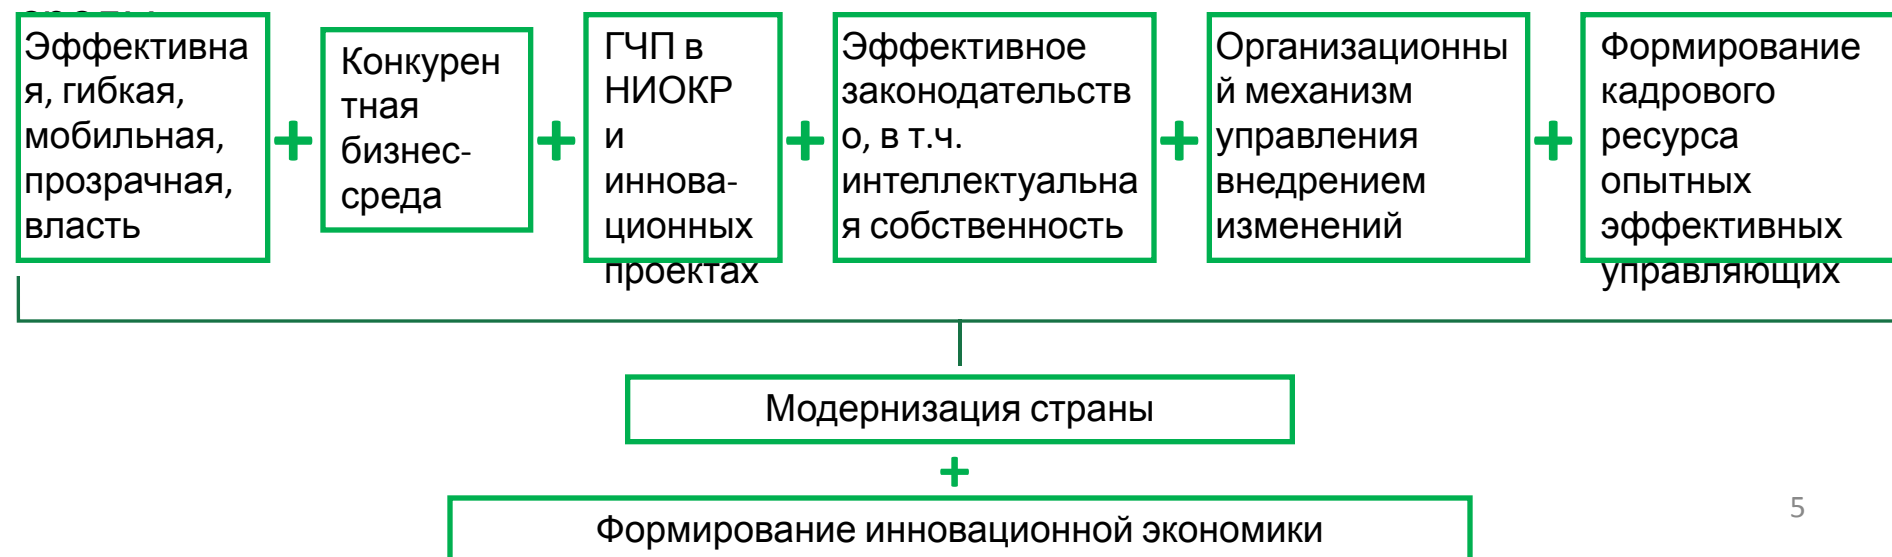 Эффективна
я, гибкая,
мобильная,
прозрачная,
власть
+
Конкурен
тная
бизнес-
среда
+
ГЧП в
НИОКР
и
иннова-
ционных
проектах
+
Эффективное
законодательств
о, в т.ч.
интеллектуальна
я собственность
+
Организационны
й механизм
управления
внедрением
изменений
+
Формирование
кадрового
ресурса
опытных
эффективных
управляющих
Модернизация страны
+
Формирование инновационной экономики
5